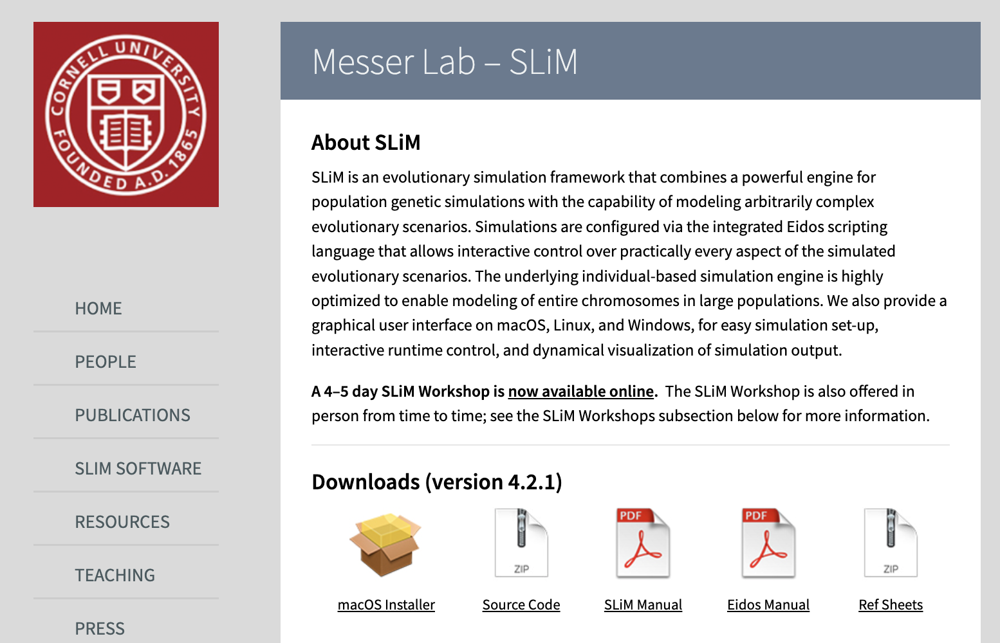 CORNELL UNIVERSITY
FOUNDED A.D. 1865
HOME
PEOPLE
PUBLICATIONS
SLIM SOFTWARE
RESOURCES
TEACHING
PRESS
Messer Lab – SLiM
About SLiM
SLiM is an evolutionary simulation framework that combines a powerful engine for
population genetic simulations with the capability of modeling arbitrarily complex
evolutionary scenarios. Simulations are configured via the integrated Eidos scripting
language that allows interactive control over practically every aspect of the simulated
evolutionary scenarios. The underlying individual-based simulation engine is highly
optimized to enable modeling of entire chromosomes in large populations. We also provide a
graphical user interface on macOS, Linux, and Windows, for easy simulation set-up,
interactive runtime control, and dynamical visualization of simulation output.
A 4–5 day SLiM Workshop is now available online.  The SLiM Workshop is also offered in
person from time to time; see the SLiM Workshops subsection below for more information.
Downloads (version 4.2.1)
ZIP PDF PDF ZIP
macOS Installer Source Code SLiM Manual Eidos Manual Ref Sheets